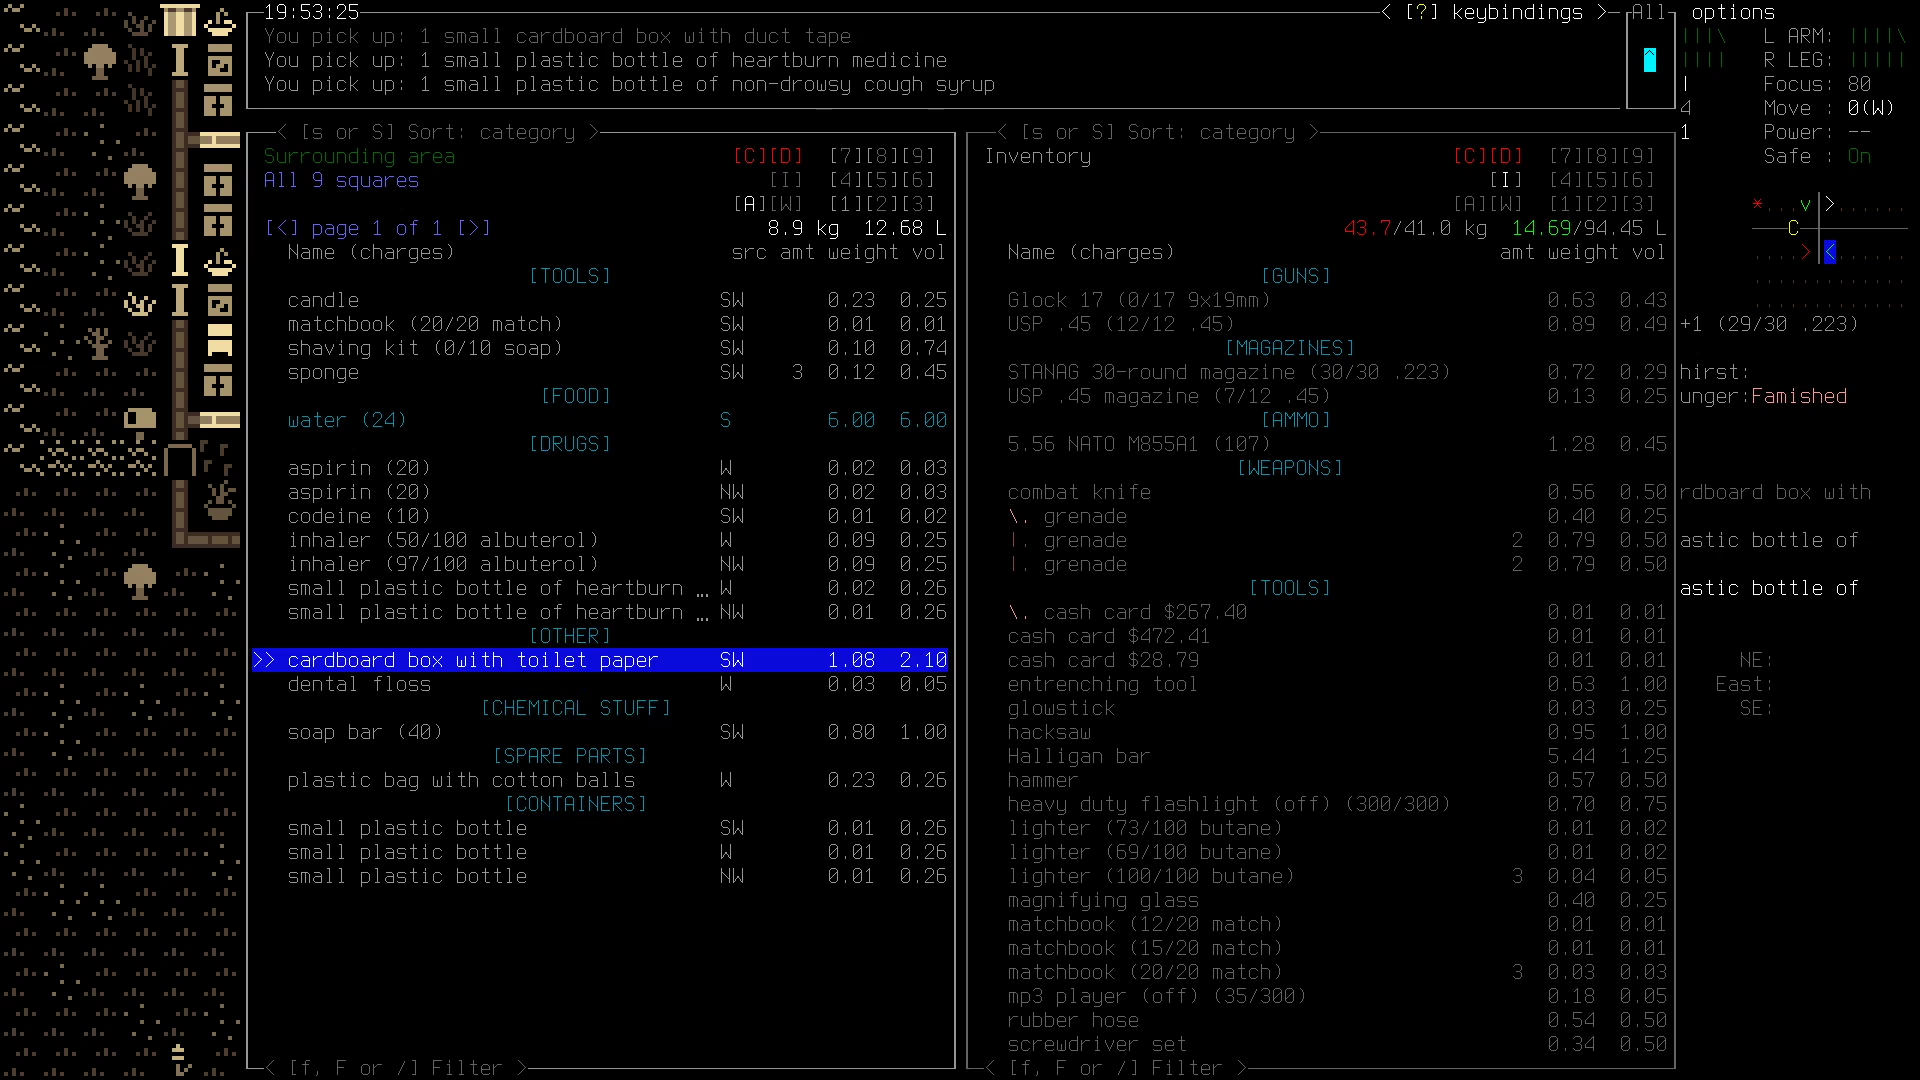 19:53:25 < [?] keybindings > All options
You pick up: 1 small cardboard box with duct tape
You pick up: 1 small plastic bottle of heartburn medicine
You pick up: 1 small plastic bottle of non-drowsy cough syrup
L ARM: ||||\
R LEG: |||||
Focus: 80
Move : 0(W)
Power: --
Safe : On
< [s or S] Sort: category >
Surrounding area [C][D] [7][8][9]
All 9 squares [I] [4][5][6]
[A][W] [1][2][3]
[<] page 1 of 1 [>] 8.9 kg 12.68 L
Name (charges) src amt weight vol
[TOOLS]
candle SW 0.23 0.25
matchbook (20/20 match) SW 0.01 0.01
shaving kit (0/10 soap) SW 0.10 0.74
sponge SW 3 0.12 0.45
[FOOD]
water (24) S 6.00 6.00
[DRUGS]
aspirin (20) W 0.02 0.03
aspirin (20) NW 0.02 0.03
codeine (10) SW 0.01 0.02
inhaler (50/100 albuterol) W 0.09 0.25
inhaler (97/100 albuterol) NW 0.09 0.25
small plastic bottle of heartburn … W 0.02 0.26
small plastic bottle of heartburn … NW 0.01 0.26
[OTHER]
>> cardboard box with toilet paper SW 1.08 2.10
dental floss W 0.03 0.05
[CHEMICAL STUFF]
soap bar (40) SW 0.80 1.00
[SPARE PARTS]
plastic bag with cotton balls W 0.23 0.26
[CONTAINERS]
small plastic bottle SW 0.01 0.26
small plastic bottle W 0.01 0.26
small plastic bottle NW 0.01 0.26
< [f, F or /] Filter >
< [s or S] Sort: category >
Inventory [C][D] [7][8][9]
[I] [4][5][6]
[A][W] [1][2][3]
43.7/41.0 kg 14.69/94.45 L
Name (charges) amt weight vol
[GUNS]
Glock 17 (0/17 9x19mm) 0.63 0.43
USP .45 (12/12 .45) 0.89 0.49
[MAGAZINES]
STANAG 30-round magazine (30/30 .223) 0.72 0.29
USP .45 magazine (7/12 .45) 0.13 0.25
[AMMO]
5.56 NATO M855A1 (107) 1.28 0.45
[WEAPONS]
combat knife 0.56 0.50
\. grenade 0.40 0.25
|. grenade 2 0.79 0.50
|. grenade 2 0.79 0.50
[TOOLS]
\. cash card $267.40 0.01 0.01
cash card $472.41 0.01 0.01
cash card $28.79 0.01 0.01
entrenching tool 0.63 1.00
glowstick 0.03 0.25
hacksaw 0.95 1.00
Halligan bar 5.44 1.25
hammer 0.57 0.50
heavy duty flashlight (off) (300/300) 0.70 0.75
lighter (73/100 butane) 0.01 0.02
lighter (69/100 butane) 0.01 0.02
lighter (100/100 butane) 3 0.04 0.05
magnifying glass 0.40 0.25
matchbook (12/20 match) 0.01 0.01
matchbook (15/20 match) 0.01 0.01
matchbook (20/20 match) 3 0.03 0.03
mp3 player (off) (35/300) 0.18 0.05
rubber hose 0.54 0.50
screwdriver set 0.34 0.50
< [f, F or /] Filter >
+1 (29/30 .223)
hirst:
unger:Famished
rdboard box with
astic bottle of
astic bottle of
NE:
East:
SE: